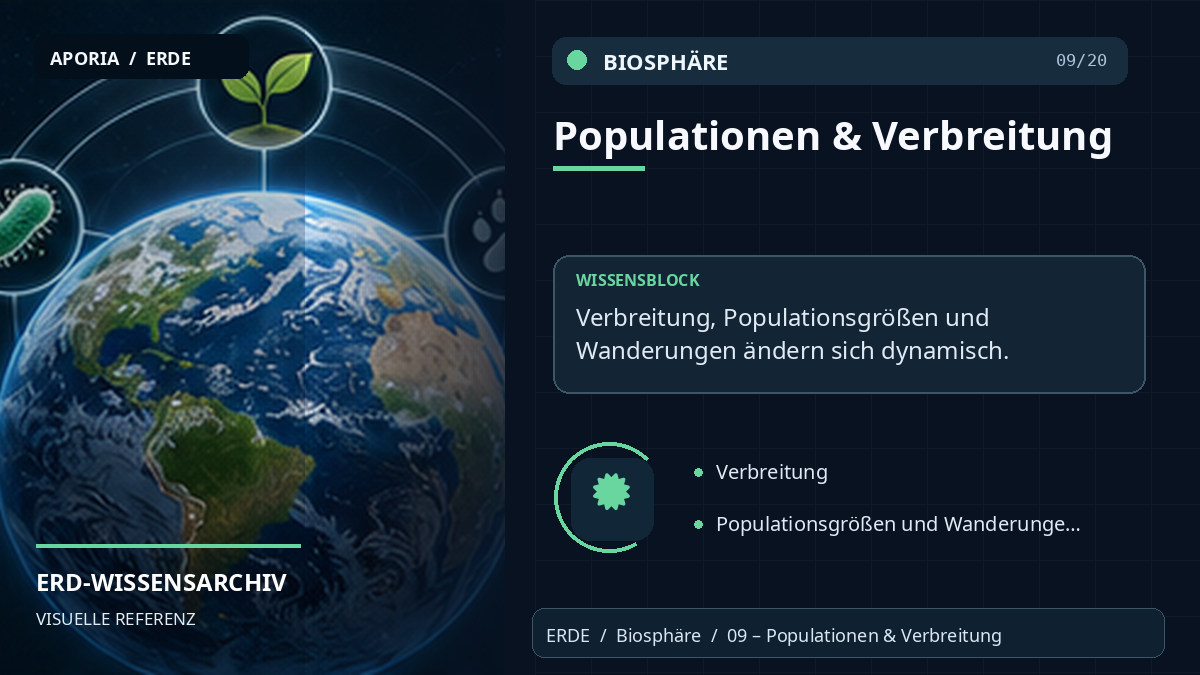 APORIA / ERDE
BIOSPHÄRE
09/20
Populationen & Verbreitung
WISSENSBLOCK
Verbreitung, Populationsgrößen und
Wanderungen ändern sich dynamisch.
Verbreitung
Populationsgrößen und Wanderunge…
ERD-WISSENSARCHIV
VISUELLE REFERENZ
ERDE / Biosphäre / 09 – Populationen & Verbreitung